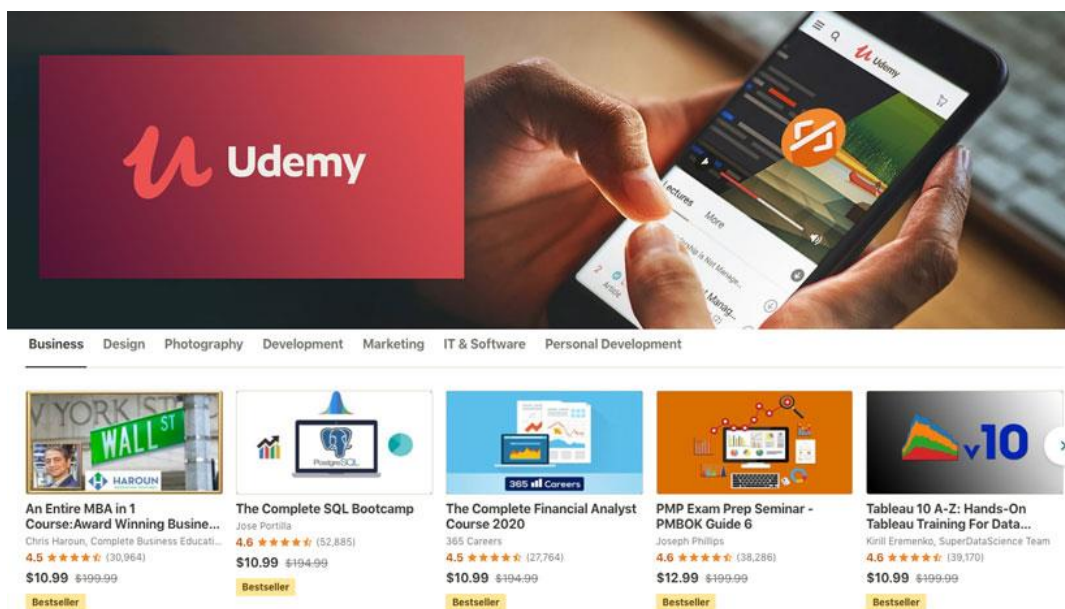 Udemy
Udemy
Lectures
More
Business Design Photography Development Marketing IT & Software Personal Development
WALL ST
HAROUN
PostgreSQL
365 Careers
v10
An Entire MBA in 1
Course:Award Winning Busine...
Chris Haroun, Complete Business Educati...
4.5 (30,964)
$10.99 $199.99
Bestseller
The Complete SQL Bootcamp
Jose Portilla
4.6 (52,885)
$10.99 $194.99
Bestseller
The Complete Financial Analyst
Course 2020
365 Careers
4.5 (27,764)
$10.99 $194.99
Bestseller
PMP Exam Prep Seminar -
PMBOK Guide 6
Joseph Phillips
4.6 (38,286)
$12.99 $199.99
Bestseller
Tableau 10 A-Z: Hands-On
Tableau Training For Data...
Kirill Eremenko, SuperDataScience Team
4.6 (39,170)
$10.99 $199.99
Bestseller